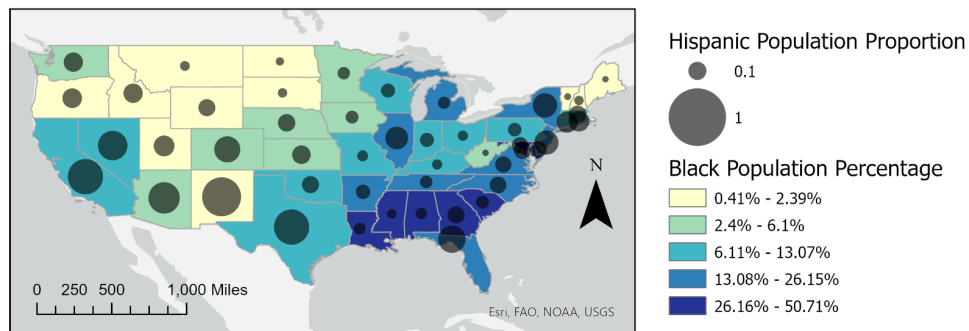 Hispanic Population Proportion
0.1
1
Black Population Percentage
0.41% - 2.39%
2.4% - 6.1%
6.11% - 13.07%
13.08% - 26.15%
26.16% - 50.71%
N
0 250 500 1,000 Miles
Esri, FAO, NOAA, USGS